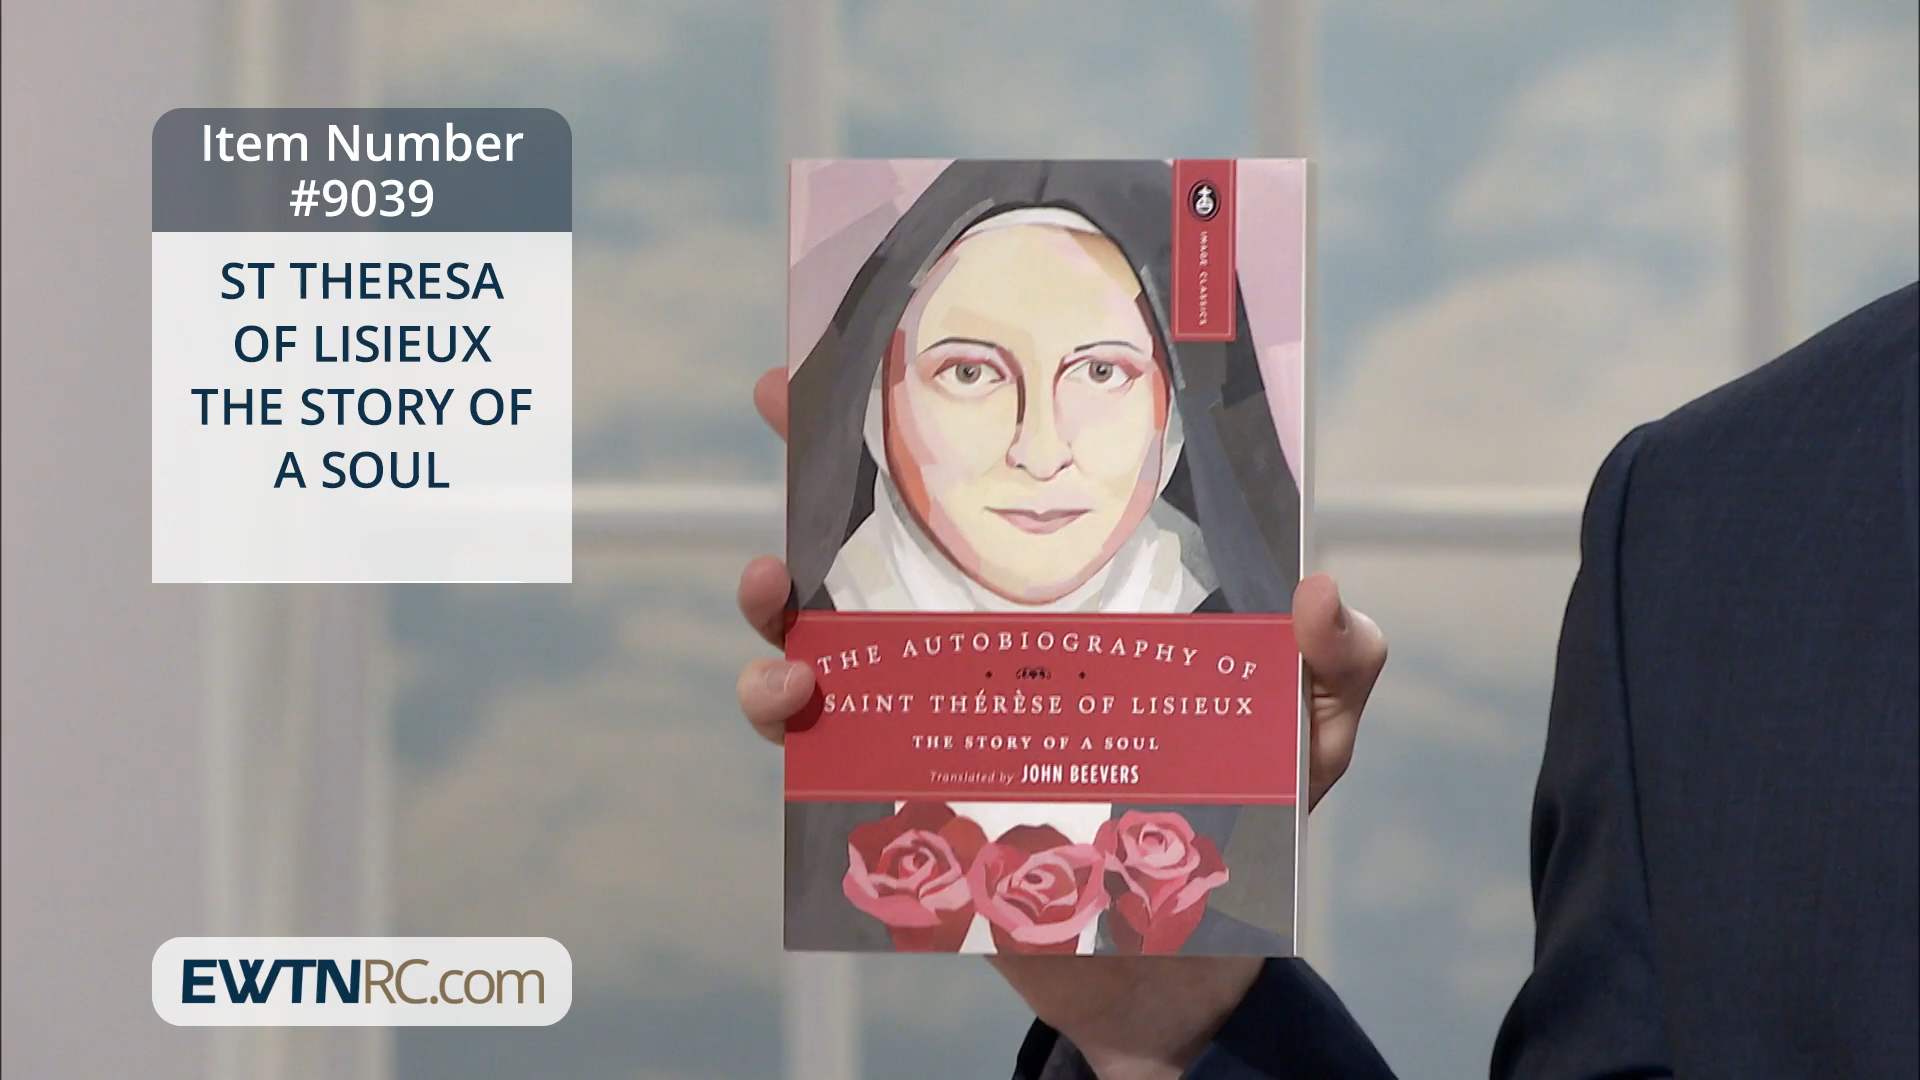 Item Number
#9039
ST THERESA
OF LISIEUX
THE STORY OF
A SOUL
EWTNRC.com
IMAGE CLASSICS
THE AUTOBIOGRAPHY OF
SAINT THÉRÈSE OF LISIEUX
THE STORY OF A SOUL
Translated by JOHN BEEVERS